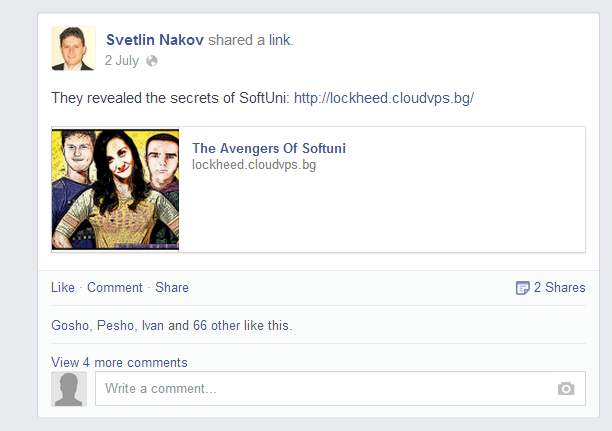 Svetlin Nakov shared a link.
2 July
They revealed the secrets of SoftUni: http://lockheed.cloudvps.bg/
The Avengers Of Softuni
lockheed.cloudvps.bg
Like · Comment · Share
2 Shares
Gosho, Pesho, Ivan and 66 other like this.
View 4 more comments
Write a comment...